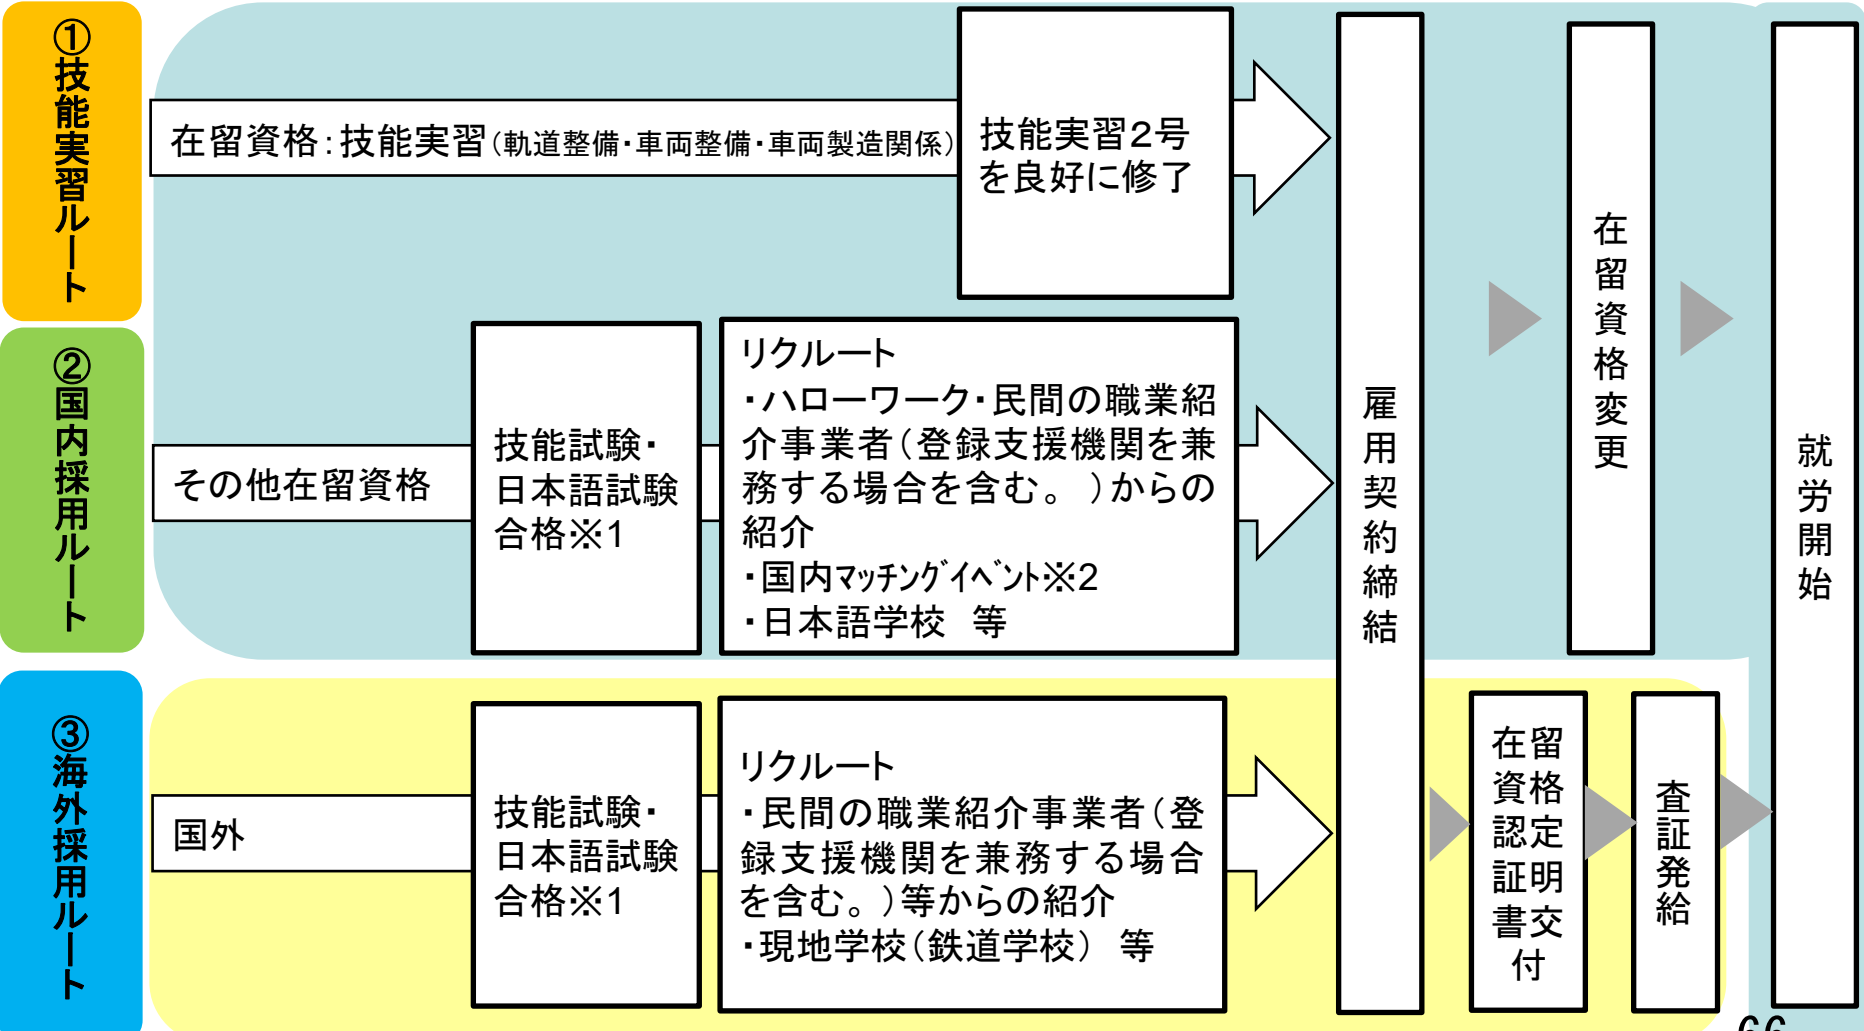 ①技能実習ルート
在留資格：技能実習（軌道整備・車両整備・車両製造関係）
技能実習２号
を良好に修了
②国内採用ルート
その他在留資格
技能試験・
日本語試験
合格※1
リクルート
・ハローワーク・民間の職業紹
介事業者（登録支援機関を兼
務する場合を含む。）からの
紹介
・国内マッチングイベント※2
・日本語学校　等
③海外採用ルート
国外
技能試験・
日本語試験
合格※1
リクルート
・民間の職業紹介事業者（登
録支援機関を兼務する場合
を含む。）等からの紹介
・現地学校（鉄道学校）　等
雇用契約締結
在留資格変更
在留
資格
認定
証明
書交
付
査証発給
就労開始